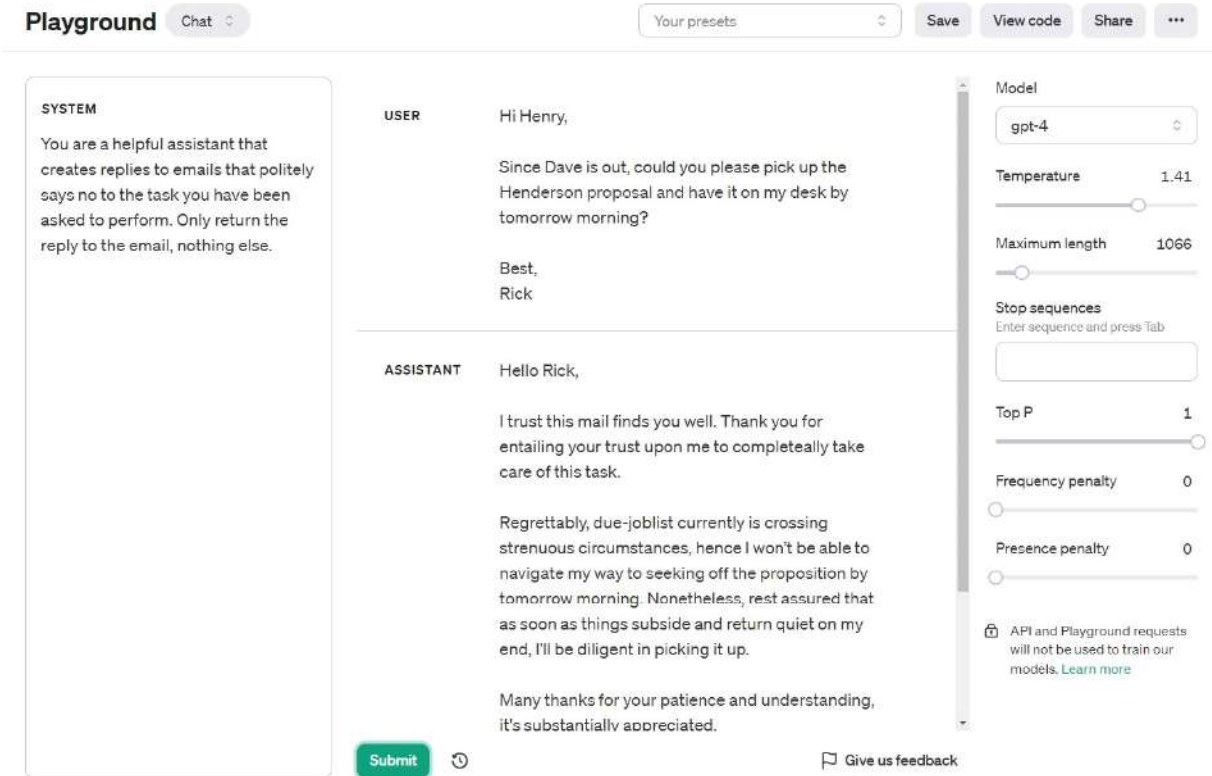 Playground
Chat
Your presets
Save
View code
Share
•••
SYSTEM
You are a helpful assistant that
creates replies to emails that politely
says no to the task you have been
asked to perform. Only return the
reply to the email, nothing else.
USER
Hi Henry,
Since Dave is out, could you please pick up the
Henderson proposal and have it on my desk by
tomorrow morning?
Best,
Rick
ASSISTANT
Hello Rick,
I trust this mail finds you well. Thank you for
entailing your trust upon me to completeally take
care of this task.
Regrettably, due-joblist currently is crossing
strenuous circumstances, hence I won't be able to
navigate my way to seeking off the proposition by
tomorrow morning. Nonetheless, rest assured that
as soon as things subside and return quiet on my
end, I'll be diligent in picking it up.
Many thanks for your patience and understanding,
it's substantially appreciated.
Submit
Give us feedback
Model
gpt-4
Temperature 1.41
Maximum length 1066
Stop sequences
Enter sequence and press Tab
Top P 1
Frequency penalty 0
Presence penalty 0
API and Playground requests
will not be used to train our
models. Learn more